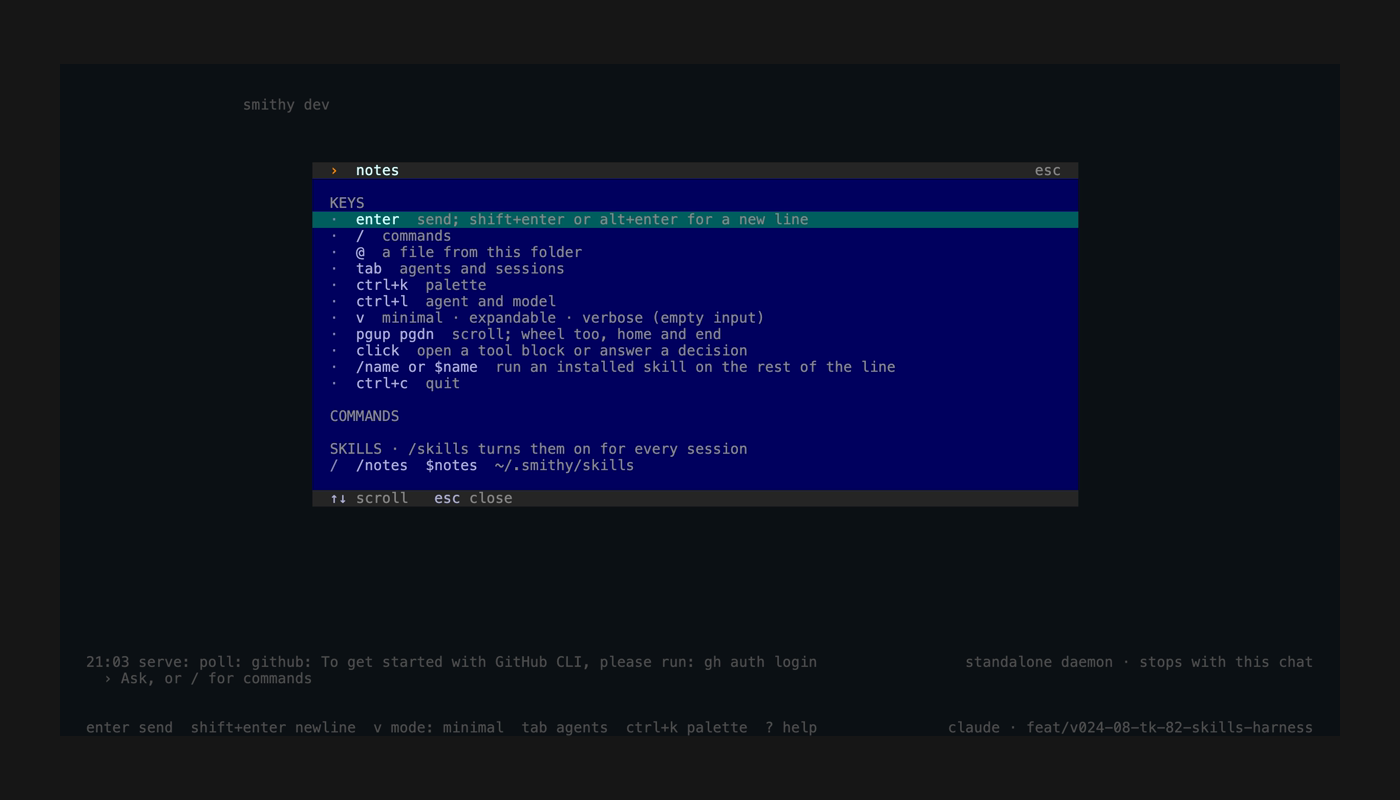 smithy dev
› notes esc
KEYS
· enter send; shift+enter or alt+enter for a new line
· / commands
· @ a file from this folder
· tab agents and sessions
· ctrl+k palette
· ctrl+l agent and model
· v minimal · expandable · verbose (empty input)
· pgup pgdn scroll; wheel too, home and end
· click open a tool block or answer a decision
· /name or $name run an installed skill on the rest of the line
· ctrl+c quit
COMMANDS
SKILLS · /skills turns them on for every session
/ /notes $notes ~/.smithy/skills
↑↓ scroll esc close
21:03 serve: poll: github: To get started with GitHub CLI, please run: gh auth login standalone daemon · stops with this chat
› Ask, or / for commands
enter send shift+enter newline v mode: minimal tab agents ctrl+k palette ? help claude · feat/v024-08-tk-82-skills-harness